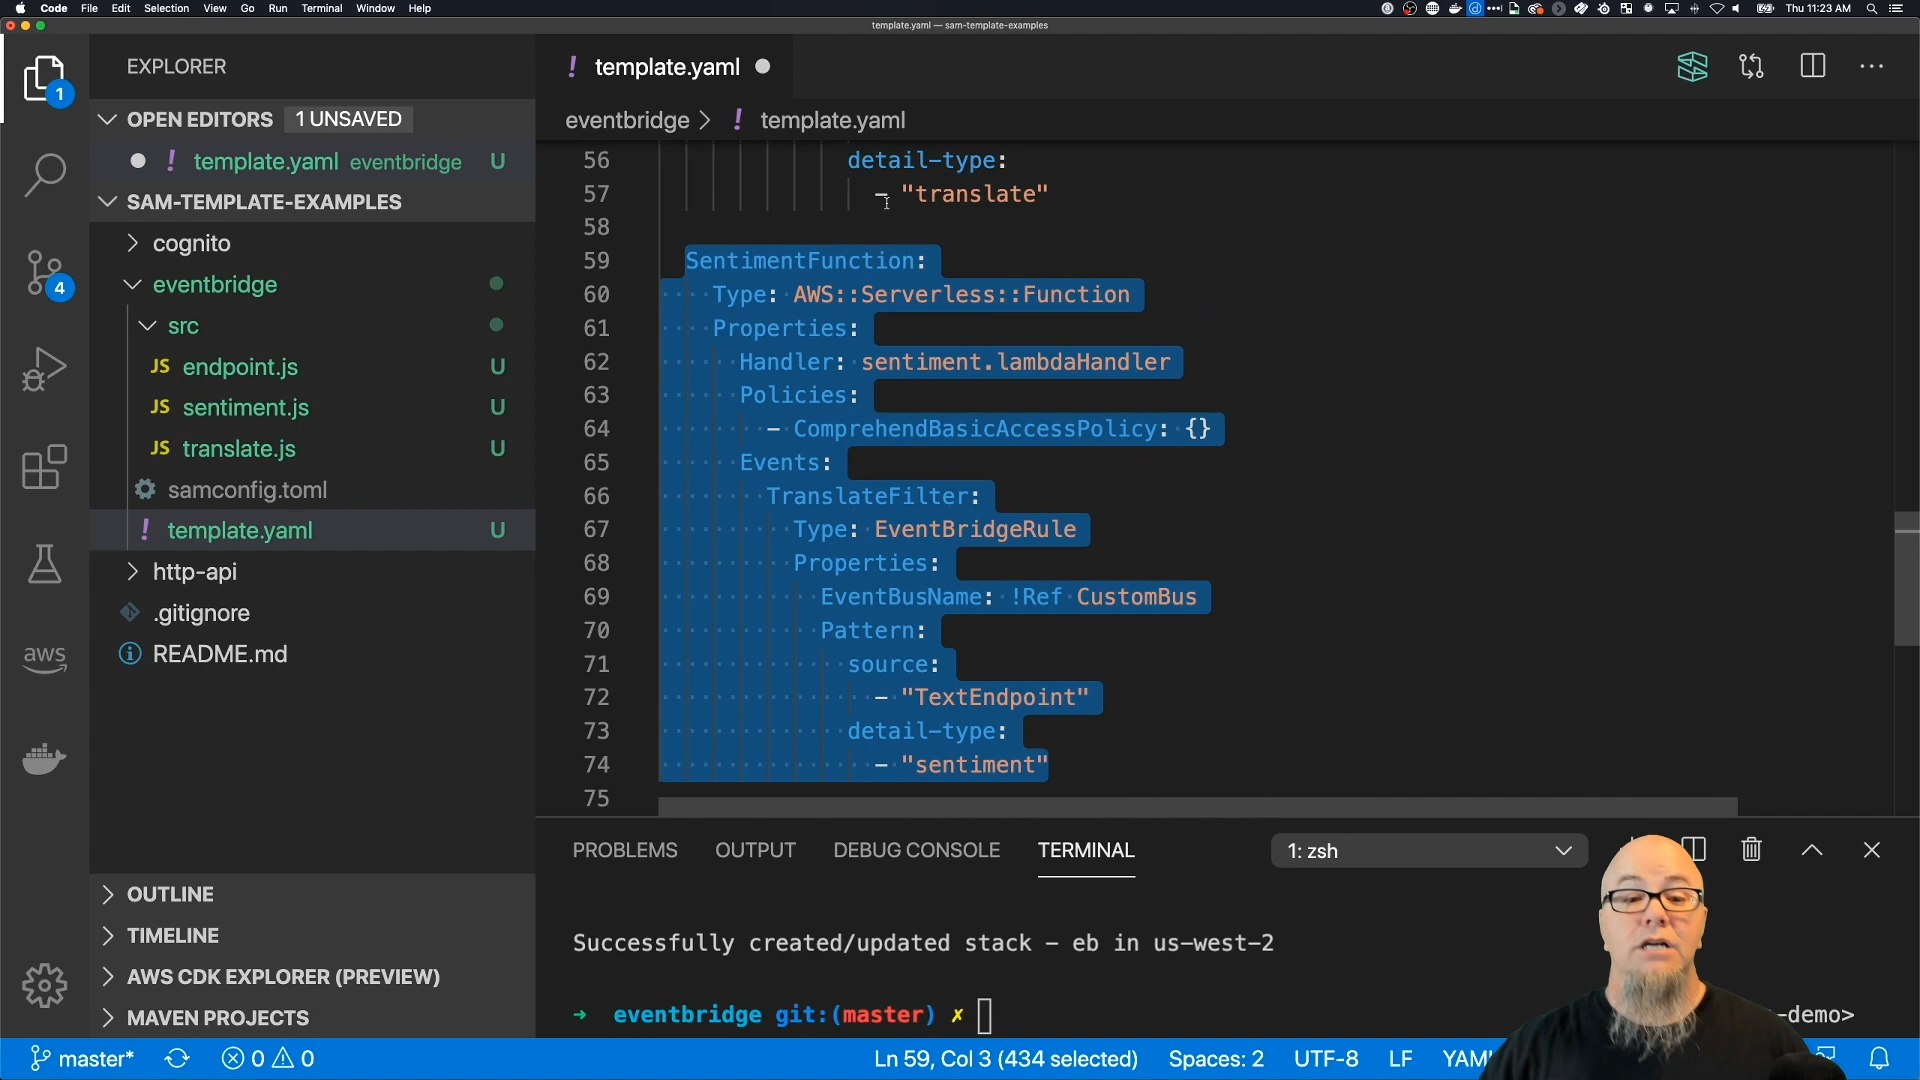 Code File Edit Selection View Go Run Terminal Window Help
Thu 11:23 AM
template.yaml — sam-template-examples
EXPLORER
! template.yaml
OPEN EDITORS 1 UNSAVED
! template.yaml eventbridge U
SAM-TEMPLATE-EXAMPLES
cognito
eventbridge
src
JS endpoint.js U
JS sentiment.js U
JS translate.js U
samconfig.toml
! template.yaml U
http-api
.gitignore
README.md
OUTLINE
TIMELINE
AWS CDK EXPLORER (PREVIEW)
MAVEN PROJECTS
1
4
aws
eventbridge > ! template.yaml
56 detail-type:
57 - "translate"
58
59 SentimentFunction:
60 Type: AWS::Serverless::Function
61 Properties:
62 Handler: sentiment.lambdaHandler
63 Policies:
64 - ComprehendBasicAccessPolicy: {}
65 Events:
66 TranslateFilter:
67 Type: EventBridgeRule
68 Properties:
69 EventBusName: !Ref CustomBus
70 Pattern:
71 source:
72 - "TextEndpoint"
73 detail-type:
74 - "sentiment"
75
PROBLEMS OUTPUT DEBUG CONSOLE TERMINAL 1: zsh
Successfully created/updated stack - eb in us-west-2
➜ eventbridge git:(master) ✗
-demo>
master* 0 0 Ln 59, Col 3 (434 selected) Spaces: 2 UTF-8 LF